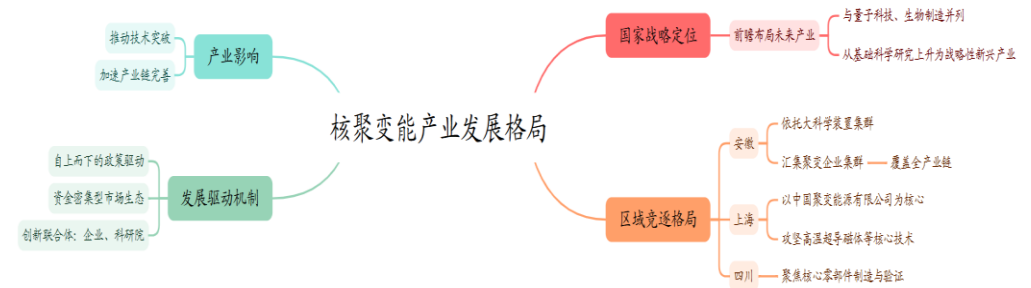 核聚变能产业发展格局
国家战略定位
前瞻布局未来产业
与量子科技、生物制造并列
从基础科学研究上升为战略性新兴产业
区域竞逐格局
安徽
依托大科学装置集群
汇集聚变企业集群
覆盖全产业链
上海
以中国聚变能源有限公司为核心
攻坚高温超导磁体等核心技术
四川
聚焦核心零部件制造与验证
产业影响
推动技术突破
加速产业链完善
发展驱动机制
自上而下的政策驱动
资金密集型市场生态
创新联合体：企业、科研院